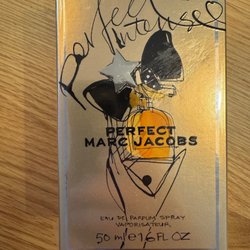 perfect
intense
PERFECT
MARC JACOBS
EAU DE PARFUM SPRAY
VAPORISATEUR
50 ml e 1.6 FL OZ